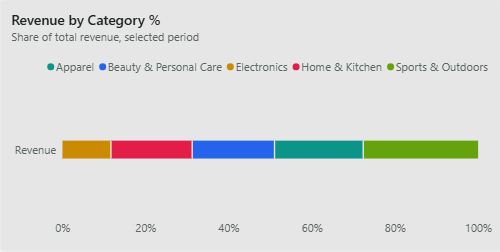 Revenue by Category %
Share of total revenue, selected period
Apparel Beauty & Personal Care Electronics Home & Kitchen Sports & Outdoors
Revenue
0% 20% 40% 60% 80% 100%